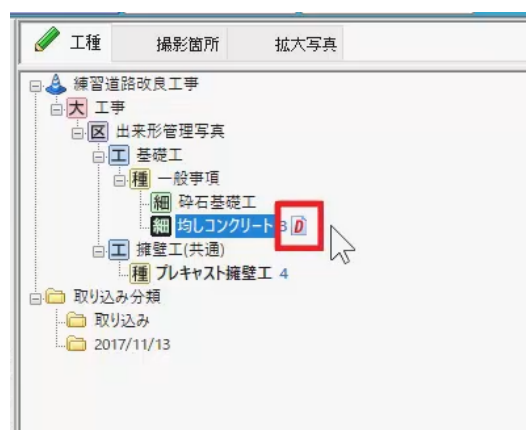 工種 撮影箇所 拡大写真
練習道路改良工事
大 工事
区 出来形管理写真
工 基礎工
種 一般事項
細 砕石基礎工
細 均しコンクリート 3 D
工 擁壁工(共通)
種 プレキャスト擁壁工 4
取り込み分類
取り込み
2017/11/13